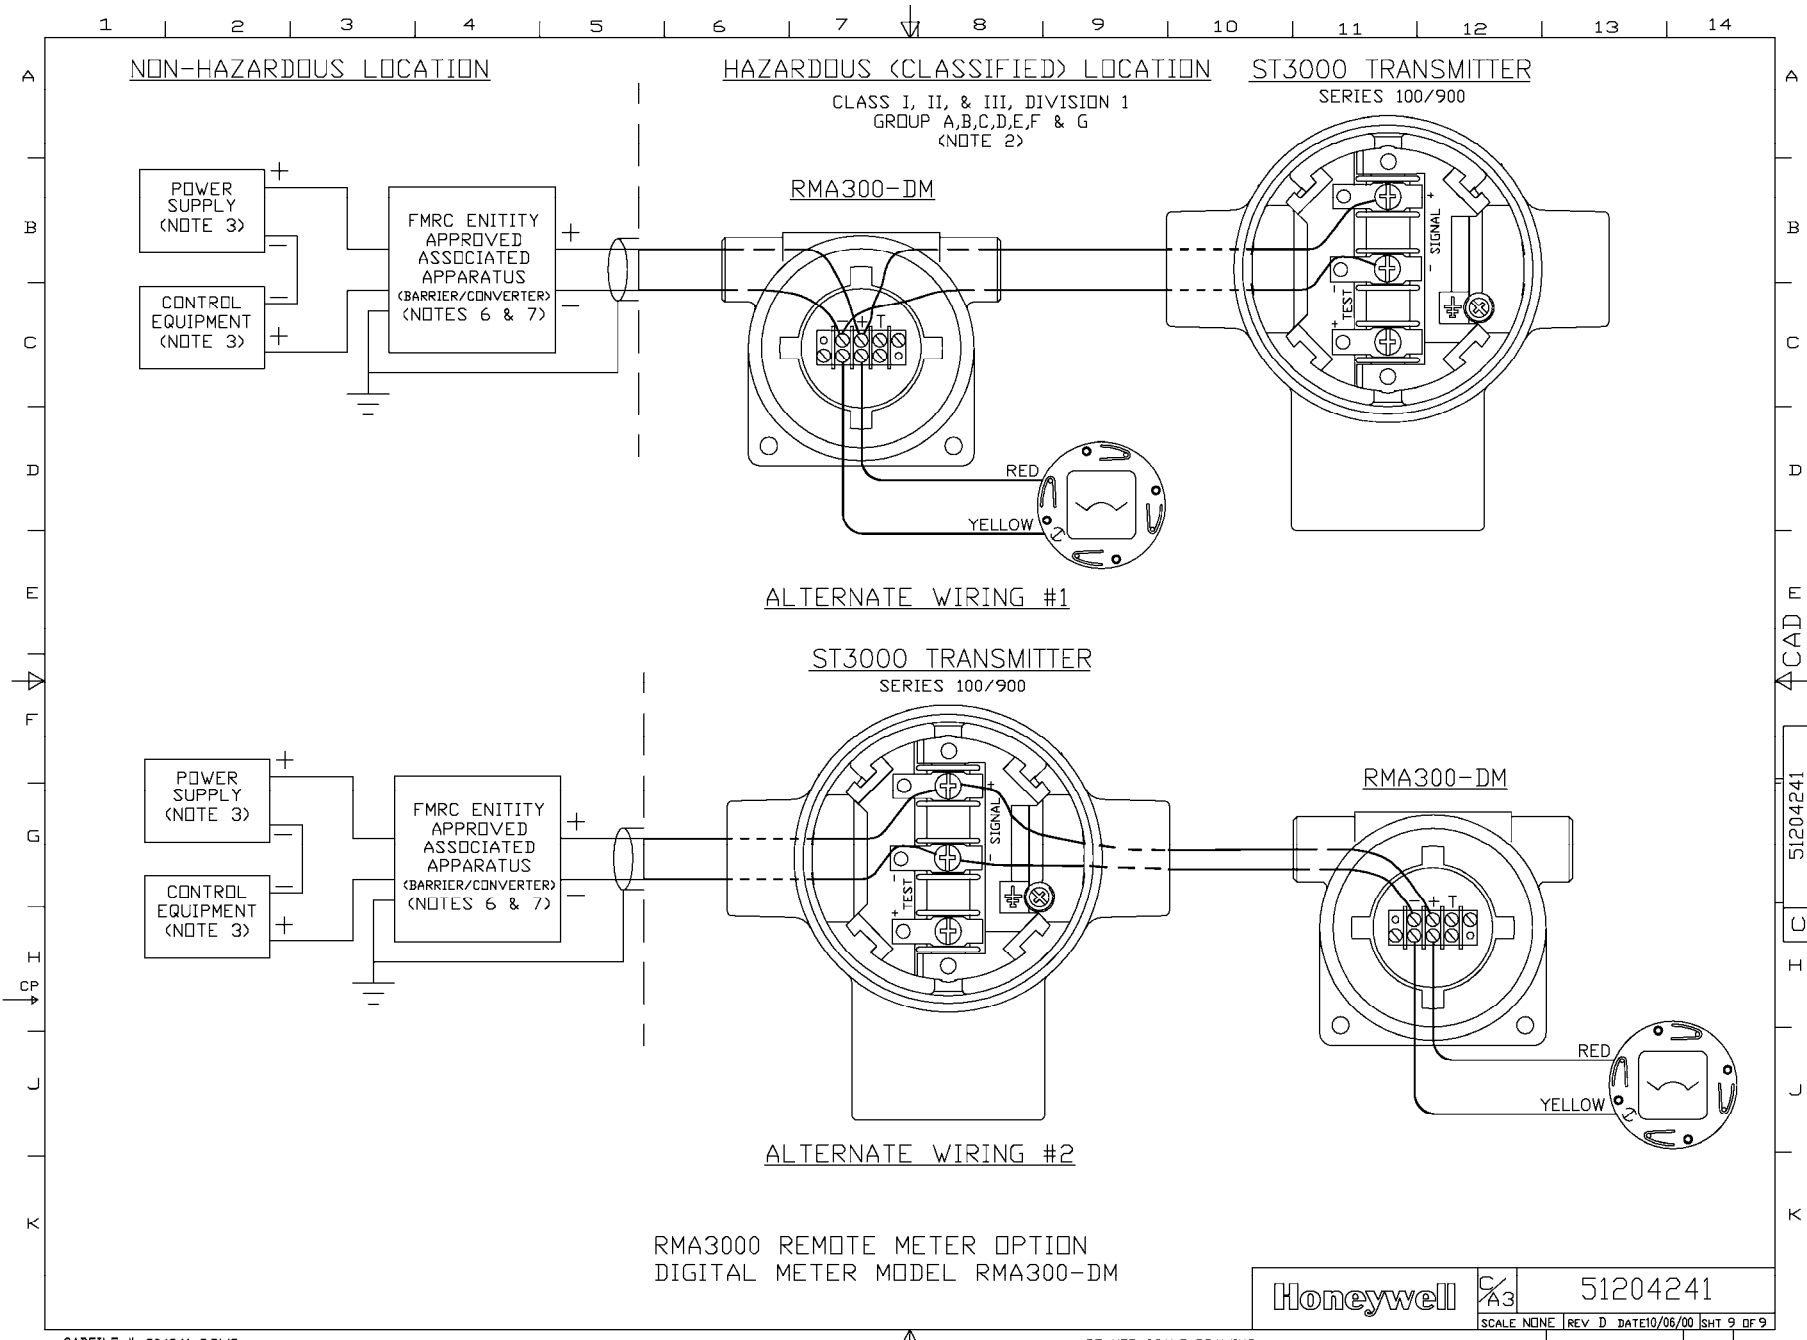 1 2 3 4 5 6 7 8 9 10 11 12 13 14
A A
B B
C C
D D
E E
F
G
H H
J J
K K
CP
CAD
51204241
C
NON-HAZARDOUS LOCATION
HAZARDOUS (CLASSIFIED) LOCATION
CLASS I, II, & III, DIVISION 1
GROUP A,B,C,D,E,F & G
(NOTE 2)
ST3000 TRANSMITTER
SERIES 100/900
RMA300-DM
POWER
SUPPLY
(NOTE 3)
+
-
CONTROL
EQUIPMENT
(NOTE 3)
-
+
FMRC ENITITY
APPROVED
ASSOCIATED
APPARATUS
(BARRIER/CONVERTER)
(NOTES 6 & 7)
+
-
- + T
+
SIGNAL
-
-
TEST
+
RED
YELLOW
ALTERNATE WIRING #1
ST3000 TRANSMITTER
SERIES 100/900
RMA300-DM
POWER
SUPPLY
(NOTE 3)
+
-
CONTROL
EQUIPMENT
(NOTE 3)
-
+
FMRC ENITITY
APPROVED
ASSOCIATED
APPARATUS
(BARRIER/CONVERTER)
(NOTES 6 & 7)
+
-
+
SIGNAL
-
-
TEST
+
- + T
RED
YELLOW
ALTERNATE WIRING #2
RMA3000 REMOTE METER OPTION
DIGITAL METER MODEL RMA300-DM
Honeywell
C/A3
51204241
SCALE NONE REV D DATE10/06/00 SHT 9 OF 9